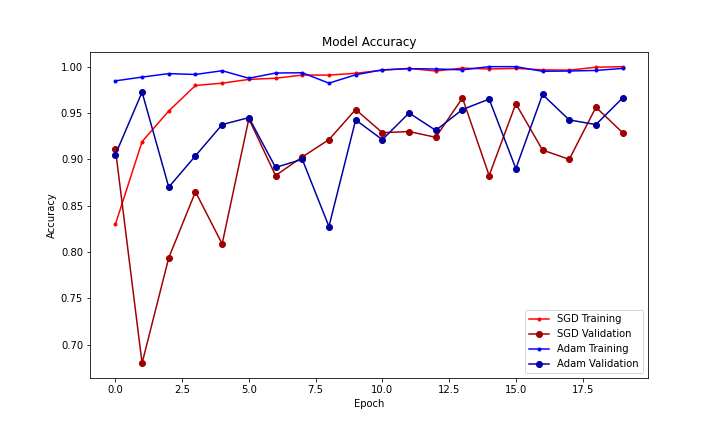 Model Accuracy
1.00
0.95
0.90
0.85
0.80
0.75
0.70
Accuracy
0.0 2.5 5.0 7.5 10.0 12.5 15.0 17.5
Epoch
SGD Training
SGD Validation
Adam Training
Adam Validation